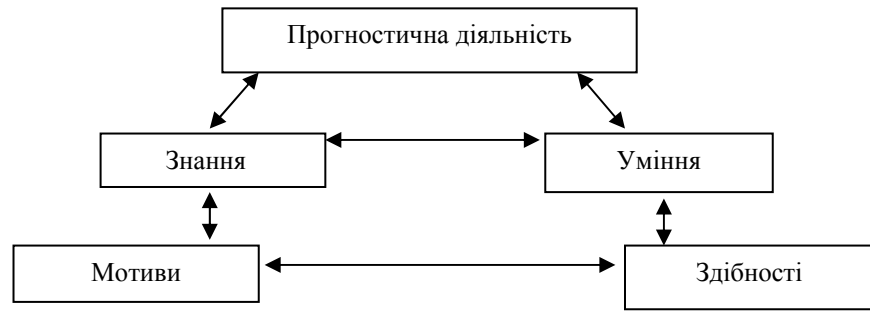 Прогностична діяльність
Знання
Уміння
Мотиви
Здібності